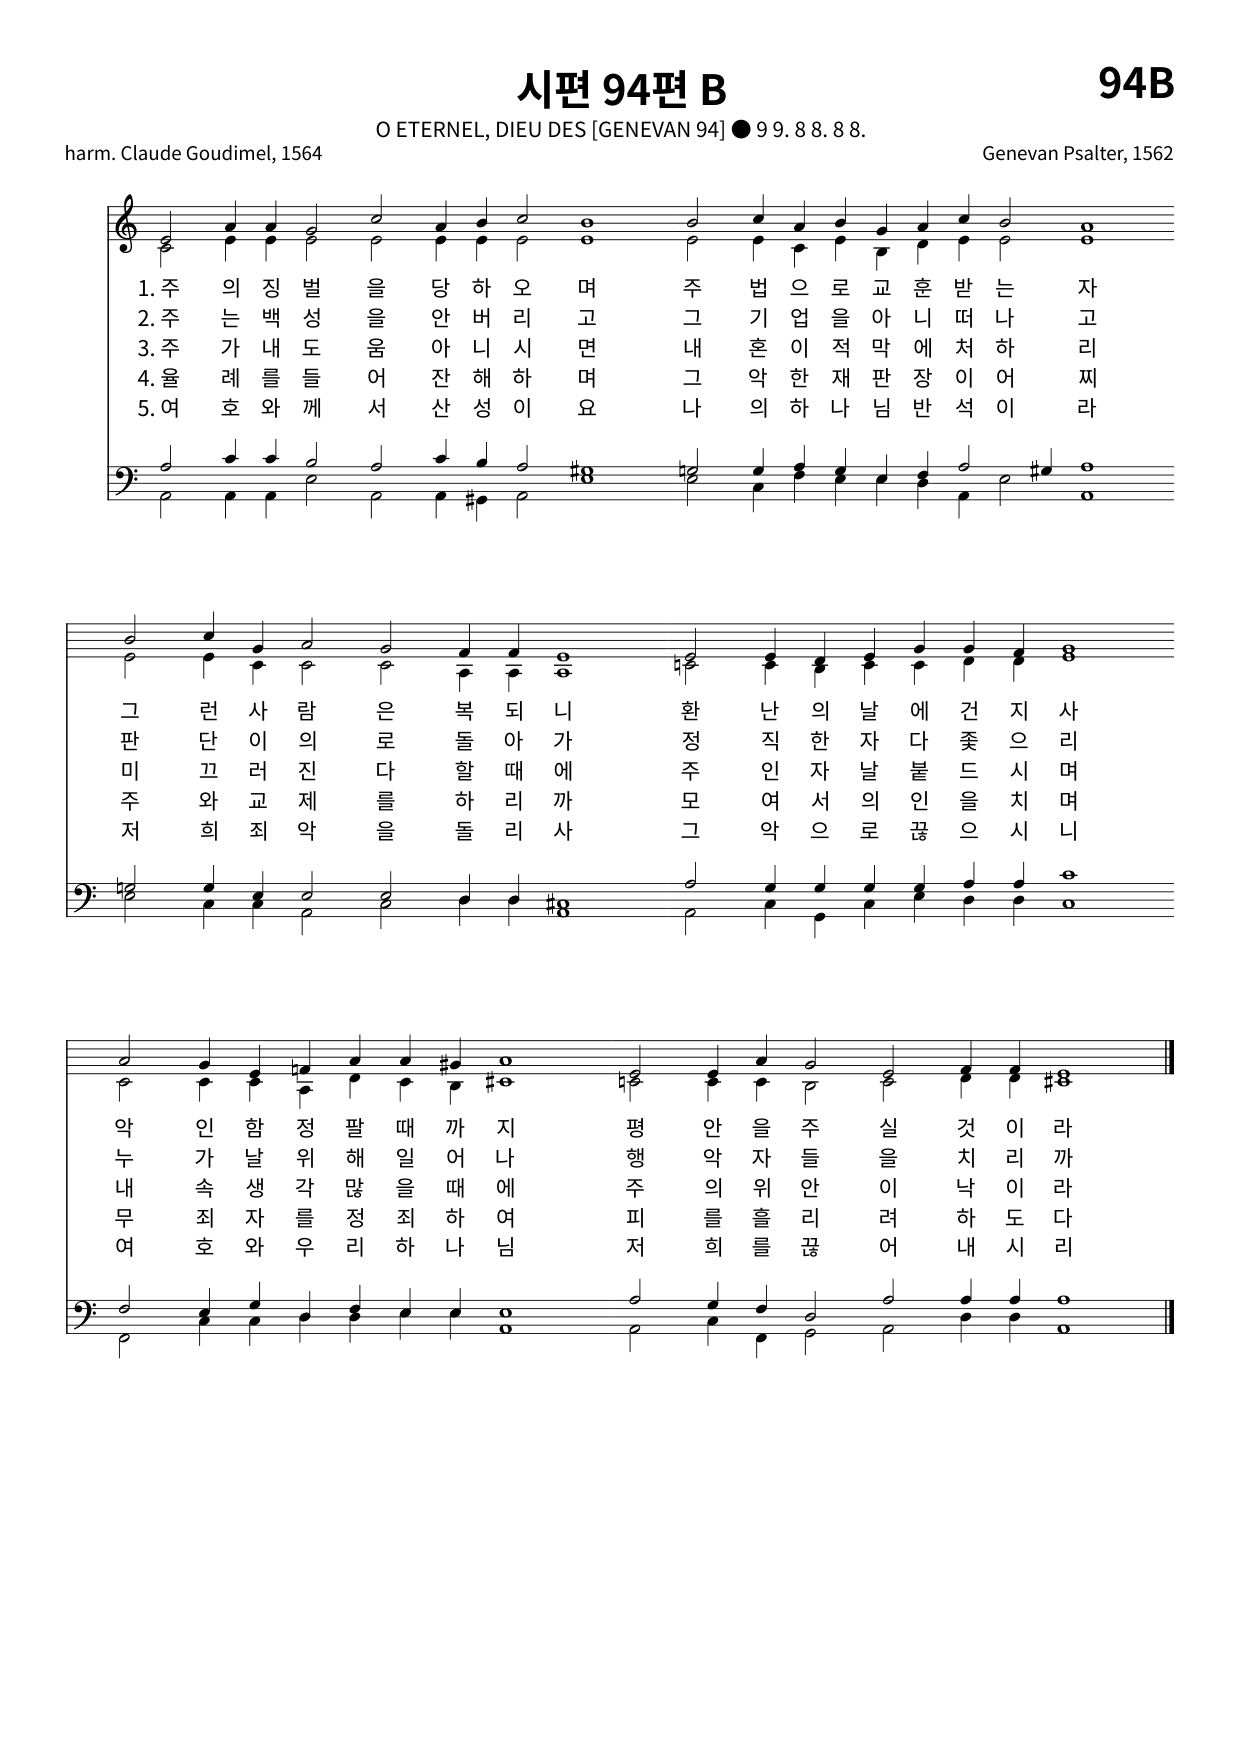 시편 94편 B
94B
O ETERNEL, DIEU DES [GENEVAN 94] ● 9 9. 8 8. 8 8.
harm. Claude Goudimel, 1564
Genevan Psalter, 1562
1. 주 의 징 벌 을 당 하 오 며 주 법 으 로 교 훈 받 는 자
2. 주 는 백 성 을 안 버 리 고 그 기 업 을 아 니 떠 나 고
3. 주 가 내 도 움 아 니 시 면 내 혼 이 적 막 에 처 하 리
4. 율 례 를 들 어 잔 해 하 며 그 악 한 재 판 장 이 어 찌
5. 여 호 와 께 서 산 성 이 요 나 의 하 나 님 반 석 이 라
그 런 사 람 은 복 되 니 환 난 의 날 에 건 지 사
판 단 이 의 로 돌 아 가 정 직 한 자 다 좇 으 리
미 끄 러 진 다 할 때 에 주 인 자 날 붙 드 시 며
주 와 교 제 를 하 리 까 모 여 서 의 인 을 치 며
저 희 죄 악 을 돌 리 사 그 악 으 로 끊 으 시 니
악 인 함 정 팔 때 까 지 평 안 을 주 실 것 이 라
누 가 날 위 해 일 어 나 행 악 자 들 을 치 리 까
내 속 생 각 많 을 때 에 주 의 위 안 이 낙 이 라
무 죄 자 를 정 죄 하 여 피 를 흘 리 려 하 도 다
여 호 와 우 리 하 나 님 저 희 를 끊 어 내 시 리